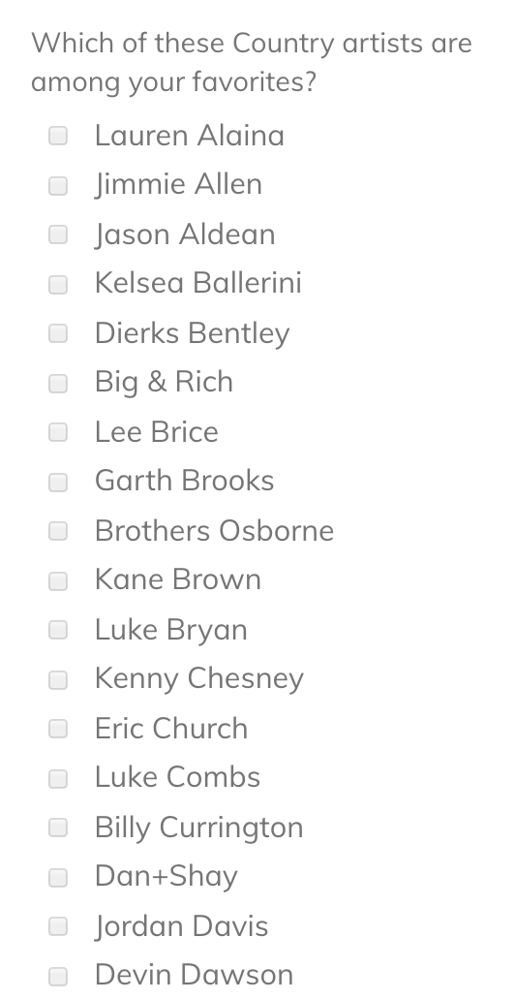 Which of these Country artists are
among your favorites?
Lauren Alaina
Jimmie Allen
Jason Aldean
Kelsea Ballerini
Dierks Bentley
Big & Rich
Lee Brice
Garth Brooks
Brothers Osborne
Kane Brown
Luke Bryan
Kenny Chesney
Eric Church
Luke Combs
Billy Currington
Dan+Shay
Jordan Davis
Devin Dawson